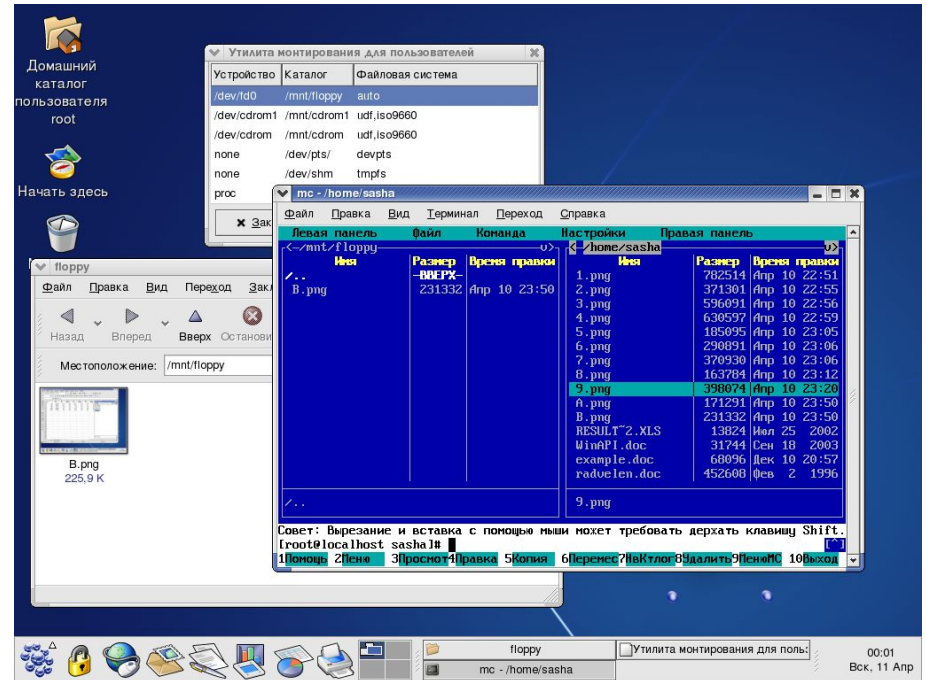 Домашний
каталог
пользователя
root
Начать здесь
Утилита монтирования для пользователей
Устройство Каталог Файловая система
/dev/fd0 /mnt/floppy auto
/dev/cdrom1 /mnt/cdrom1 udf,iso9660
/dev/cdrom /mnt/cdrom udf,iso9660
none /dev/pts/ devpts
none /dev/shm tmpfs
proc
Зак
floppy
Файл Правка Вид Переход Закл
Назад Вперед Вверх Останови
Местоположение: /mnt/floppy
B.png
225,9 K
mc - /home/sasha
Файл Правка Вид Терминал Переход Справка
Левая панель Файл Команда Настройки Правая панель
<-/mnt/floppy v> < /home/sasha v>
Имя Размер Время правки Имя Размер Время правки
/.. -ВВЕРХ- 1.png 782514 Апр 10 22:51
B.png 231332 Апр 10 23:50 2.png 371301 Апр 10 22:55
3.png 596091 Апр 10 22:56
4.png 630597 Апр 10 22:59
5.png 185095 Апр 10 23:05
6.png 290891 Апр 10 23:06
7.png 370930 Апр 10 23:06
8.png 163784 Апр 10 23:12
9.png 398074 Апр 10 23:20
A.png 171291 Апр 10 23:50
B.png 231332 Апр 10 23:50
RESULT~2.XLS 13824 Июл 25 2002
WinAPI.doc 31744 Сен 18 2003
example.doc 68096 Дек 10 20:57
radvelen.doc 452608 Фев 2 1996
/.. 9.png
Совет: Вырезание и вставка с помощью мыши может требовать держать клавишу Shift.
[root@localhost sasha]# [^]
1Помощь 2Меню 3Просмот4Правка 5Копия 6Перемес7НвКтлог8Удалить9МенюМС 10Выход
floppy Утилита монтирования для поль:
mc - /home/sasha
00:01
Вск, 11 Апр